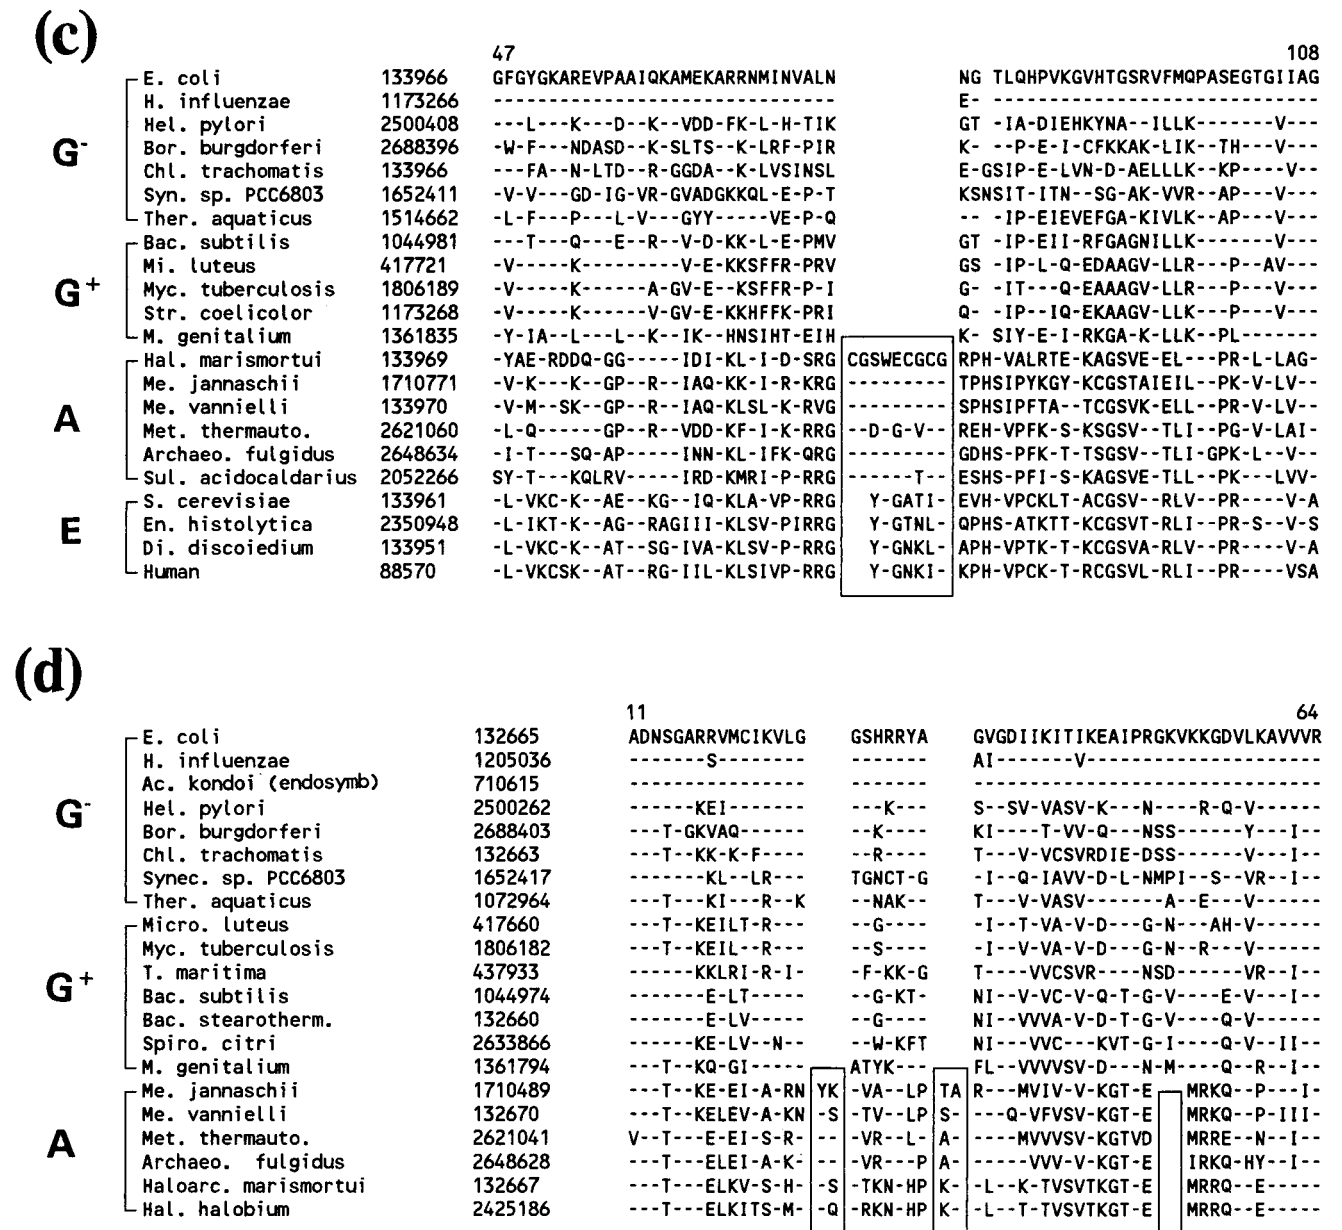 (c)
47 108
E. coli 133966 GFGYGKAREVPAAIQKAMEKARRNMINVALN NG TLQHPVKGVHTGSRVFMQPASEGTGIIAG
H. influenzae 1173266 ------------------------------- E- ------------------------------
Hel. pylori 2500408 ---L---K---D--K--VDD-FK-L-H-TIK GT -IA-DIEHKYNA--ILLK-------V---
G- Bor. burgdorferi 2688396 -W-F---NDASD--K-SLTS--K-LRF-PIR K- --P-E-I-CFKKAK-LIK--TH---V---
Chl. trachomatis 133966 ---FA--N-LTD--R-GGDA--K-LVSINSL E-GSIP-E-LVN-D-AELLLK--KP----V--
Syn. sp. PCC6803 1652411 -V-V---GD-IG-VR-GVADGKKQL-E-P-T KSNSIT-ITN--SG-AK-VVR--AP---V---
Ther. aquaticus 1514662 -L-F---P---L-V---GYY-----VE-P-Q -- -IP-EIEVEFGA-KIVLK--AP---V---
Bac. subtilis 1044981 ---T---Q---E--R--V-D-KK-L-E-PMV GT -IP-EII-RFGAGNILLK-------V---
Mi. luteus 417721 -V-----K---------V-E-KKSFFR-PRV GS -IP-L-Q-EDAAGV-LLR---P--AV---
G+ Myc. tuberculosis 1806189 -V-----K------A-GV-E--KSFFR-P-I G- -IT---Q-EAAAGV-LLR---P---V---
Str. coelicolor 1173268 -V-----K------V-GV-E-KKHFFK-PRI Q- -IP--IQ-EKAAGV-LLK---P---V---
M. genitalium 1361835 -Y-IA--L---L--K--IK--HNSIHT-EIH K- SIY-E-I-RKGA-K-LLK--PL-------
Hal. marismortui 133969 -YAE-RDDQ-GG-----IDI-KL-I-D-SRG CGSWECGCG RPH-VALRTE-KAGSVE-EL---PR-L-LAG-
Me. jannaschii 1710771 -V-K---K--GP--R--IAQ-KK-I-R-KRG --------- TPHSIPYKGY-KCGSTAIEIL--PK-V-LV--
A Me. vannielli 133970 -V-M--SK--GP--R--IAQ-KLSL-K-RVG --------- SPHSIPFTA--TCGSVK-ELL--PR-V-LV--
Met. thermauto. 2621060 -L-Q------GP--R--VDD-KF-I-K-RRG --D-G-V-- REH-VPFK-S-KSGSV--TLI--PG-V-LAI-
Archaeo. fulgidus 2648634 -I-T---SQ-AP-----INN-KL-IFK-QRG --------- GDHS-PFK-T-TSGSV--TLI-GPK-L--V--
Sul. acidocaldarius 2052266 SY-T---KQLRV-----IRD-KMRI-P-RRG ------T-- ESHS-PFI-S-KAGSVE-TLI--PK---LVV-
S. cerevisiae 133961 -L-VKC-K--AE--KG--IQ-KLA-VP-RRG Y-GATI- EVH-VPCKLT-ACGSV--RLV--PR----V-A
E En. histolytica 2350948 -L-IKT-K--AG--RAGIII-KLSV-PIRRG Y-GTNL- QPHS-ATKTT-KCGSVT-RLI--PR-S--V-S
Di. discoiedium 133951 -L-VKC-K--AT--SG-IVA-KLSV-P-RRG Y-GNKL- APH-VPTK-T-KCGSVA-RLV--PR----V-A
Human 88570 -L-VKCSK--AT--RG-IIL-KLSIVP-RRG Y-GNKI- KPH-VPCK-T-RCGSVL-RLI--PR----VSA
(d)
11 64
E. coli 132665 ADNSGARRVMCIKVLG GSHRRYA GVGDIIKITIKEAIPRGKVKKGDVLKAVVVR
H. influenzae 1205036 -------S-------- ------- AI------V----------------------
Ac. kondoi (endosymb) 710615 ---------------- ------- -------------------------------
G- Hel. pylori 2500262 ------KEI------- ---K--- S--SV-VASV-K---N----R-Q-V------
Bor. burgdorferi 2688403 ---T-GKVAQ------ --K---- KI----T-VV-Q---NSS------Y---I--
Chl. trachomatis 132663 ---T--KK-K-F---- --R---- T---V-VCSVRDIE-DSS------V---I--
Synec. sp. PCC6803 1652417 ------KL--LR---- TGNCT-G -I--Q-IAVV-D-L-NMPI--S--VR--I--
Ther. aquaticus 1072964 ---T--KI---R--K --NAK-- T---V-VASV-------A--E---V------
Micro. luteus 417660 ---T--KEILT-R--- --G---- -I--T-VA-V-D---G-N---AH-V------
Myc. tuberculosis 1806182 ---T--KEIL--R--- --S---- -I--V-VA-V-D---G-N--R---V------
G+ T. maritima 437933 ------KKLRI-R-I- -F-KK-G T----VVCSVR----NSD------VR--I--
Bac. subtilis 1044974 -------E-LT----- --G-KT- NI--V-VC-V-Q-T-G-V----E-V---I--
Bac. stearotherm. 132660 -------E-LV----- --G---- NI--VVVA-V-D-T-G-V----Q-V------
Spiro. citri 2633866 ------KE-LV--N-- --W-KFT NI---VVC---KVT-G-I----Q-V---II--
M. genitalium 1361794 ---T--KQ-GI----- ATYK--- FL--VVVVSV-D---N-M----Q--R--I---
Me. jannaschii 1710489 ---T--KE-EI-A-RN YK -VA--LP TA R---MVIV-V-KGT-E MRKQ--P---I-
Me. vannielli 132670 ---T--KELEV-A-KN -S -TV--LP S- ---Q-VFVSV-KGT-E MRKQ--P-III-
A Met. thermauto. 2621041 V--T---E-EI-S-R- -- -VR--L- A- ----MVVVSV-KGTVD MRRE--N--I--
Archaeo. fulgidus 2648628 ---T---ELEI-A-K- -- -VR---P A- -----VVV-V-KGT-E IRKQ-HY--I--
Haloarc. marismortui 132667 ---T---ELKV-S-H- -S -TKN-HP K- -L--K-TVSVTKGT-E MRRQ--E-----
Hal. halobium 2425186 ---T---ELKITS-M- -Q -RKN-HP K- -L--T-TVSVTKGT-E MRRQ--E-----